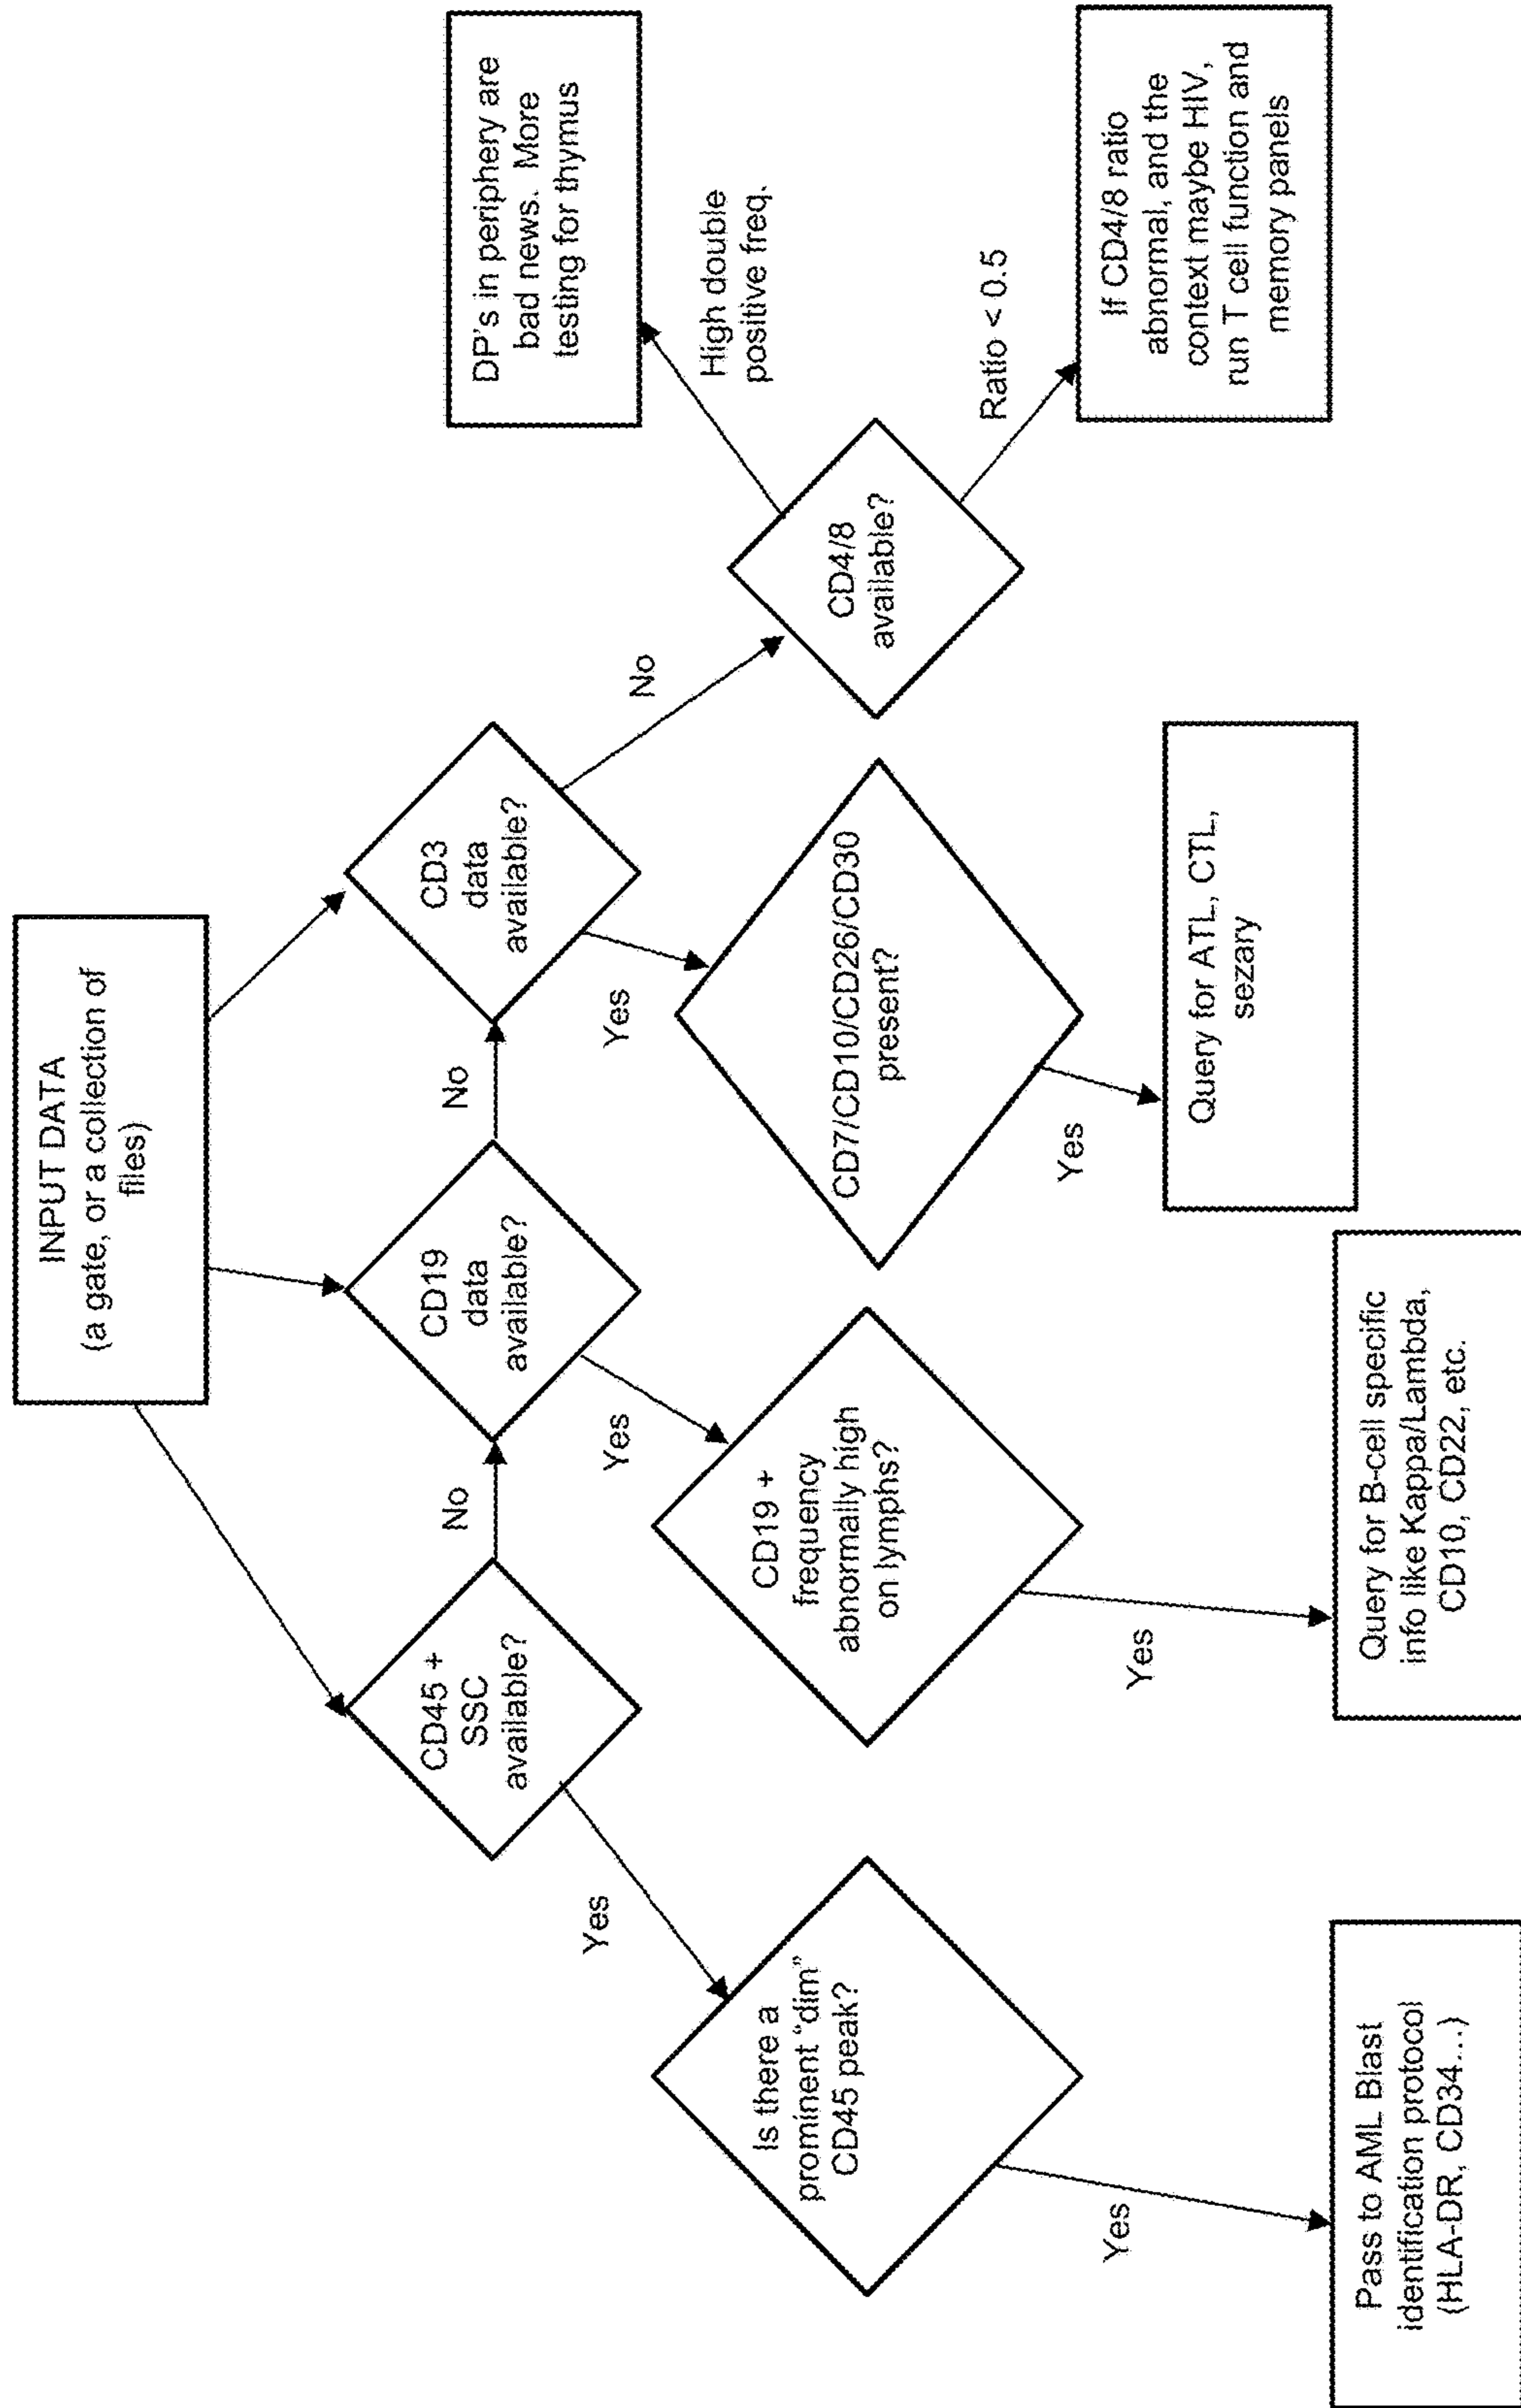 INPUT DATA
(a gate, or a collection of
files)
CD45 +
SSC
available?
No
CD19
data
available?
No
CD3
data
available?
Yes
Yes
Yes
No
Is there a
prominent “dim”
CD45 peak?
CD19 +
frequency
abnormally high
on lymphs?
CD7/CD10/CD26/CD30
present?
CD4/8
available?
High double
positive freq.
DP's in periphery are
bad news. More
testing for thymus
Ratio < 0.5
If CD4/8 ratio
abnormal, and the
context maybe HIV,
run T cell function and
memory panels
Yes
Yes
Yes
Pass to AML Blast
identification protocol
(HLA-DR, CD34...)
Query for B-cell specific
info like Kappa/Lambda,
CD10, CD22, etc.
Query for ATL, CTL,
sezary